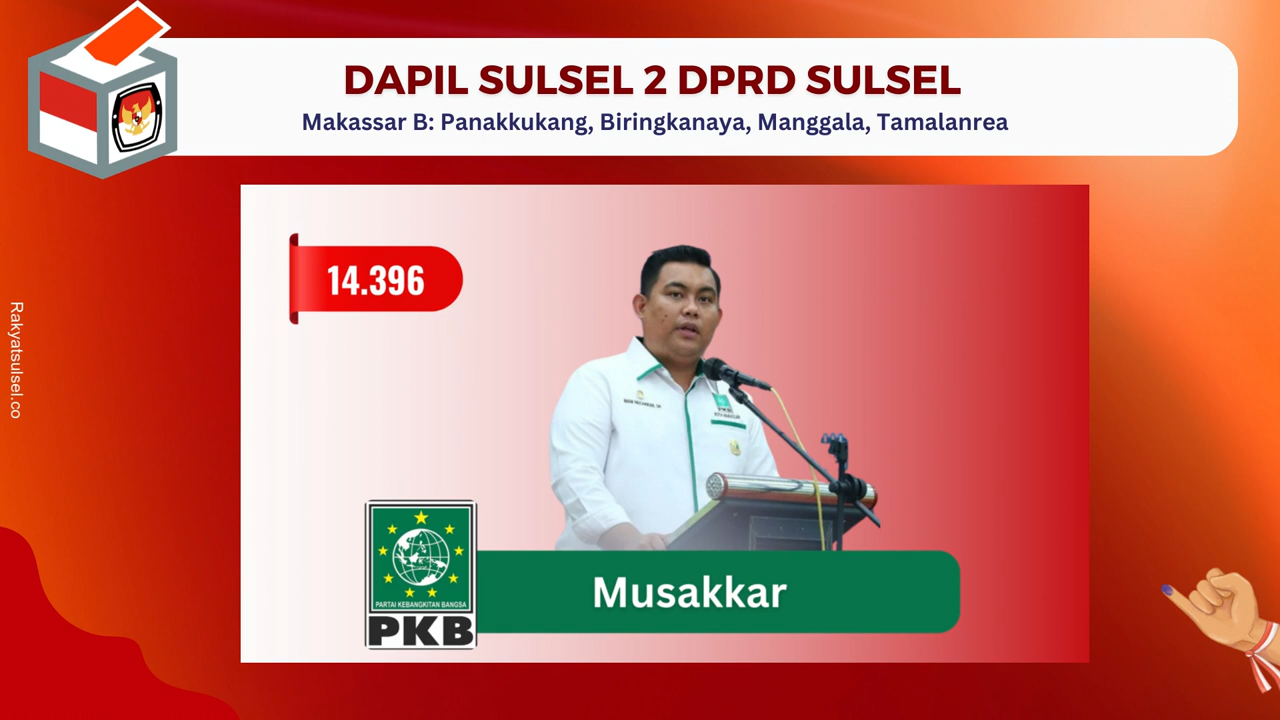 DAPIL SULSEL 2 DPRD SULSEL
Makassar B: Panakkukang, Biringkanaya, Manggala, Tamalanrea
14.396
Rakyatsulsel.co
PKB
PARTAI KEBANGKITAN BANGSA
PKB
Musakkar